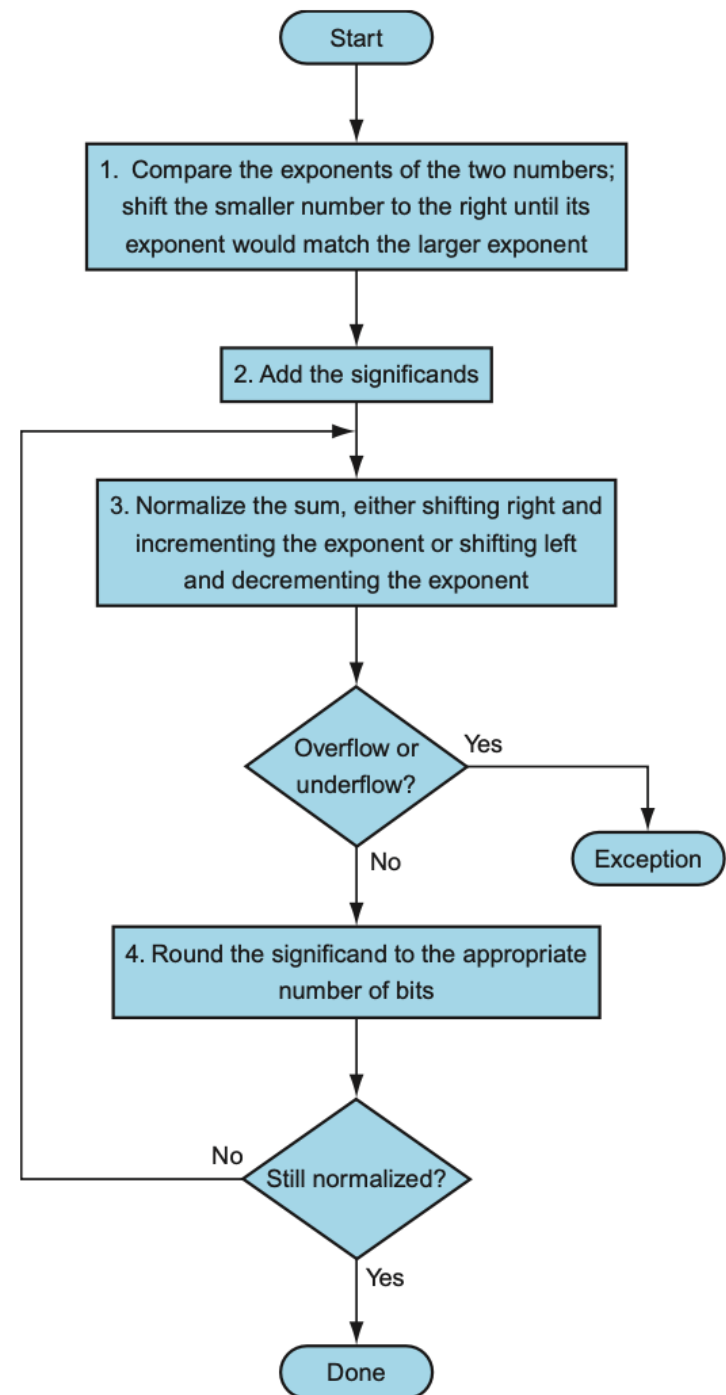 Start
1. Compare the exponents of the two numbers;
shift the smaller number to the right until its
exponent would match the larger exponent
2. Add the significands
3. Normalize the sum, either shifting right and
incrementing the exponent or shifting left
and decrementing the exponent
Overflow or
underflow?
Yes
No
Exception
4. Round the significand to the appropriate
number of bits
No
Still normalized?
Yes
Done